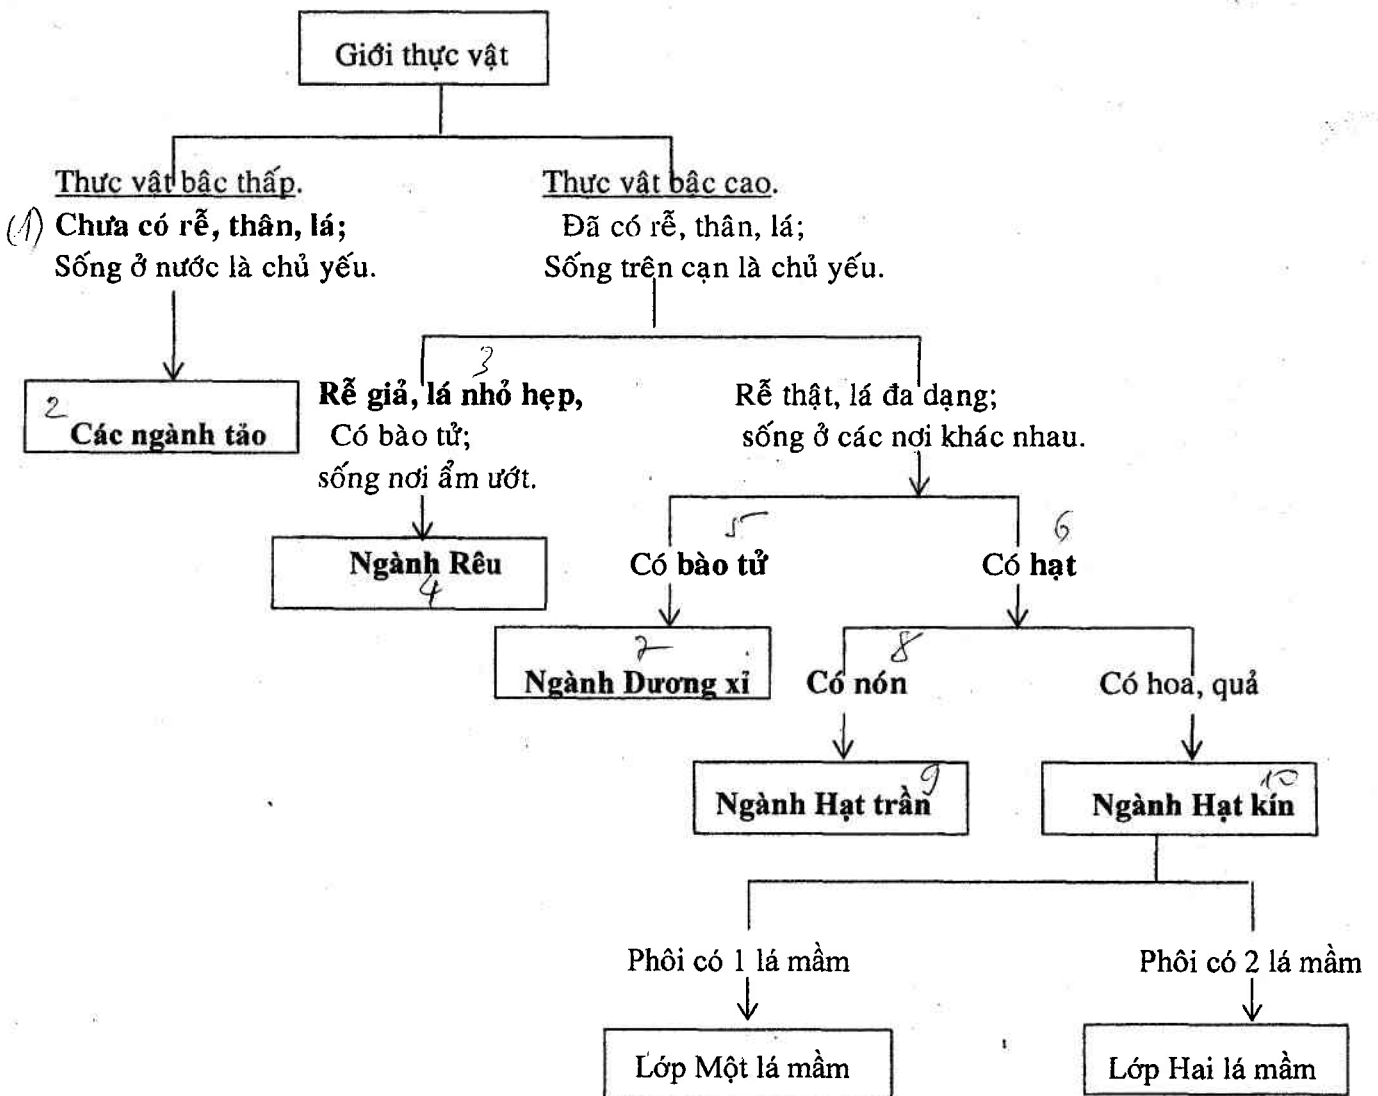 Giới thực vật
Thưc vật bậc thấp.
Thưc vật bậc cao.
(1) Chưa có rễ, thân, lá;
Đã có rễ, thân, lá;
Sống ở nước là chủ yếu.
Sống trên cạn là chủ yếu.
3
Rễ giả, lá nhỏ hẹp,
Rễ thật, lá đa dạng;
2
Các ngành tảo
Có bào tử;
sống ở các nơi khác nhau.
sống nơi ẩm ướt.
5
6
Ngành Rêu
4
Có bào tử
Có hạt
7
8
Ngành Dương xỉ
Có nón
Có hoa, quả
9
10
Ngành Hạt trần
Ngành Hạt kín
Phôi có 1 lá mầm
Phôi có 2 lá mầm
Lớp Một lá mầm
Lớp Hai lá mầm